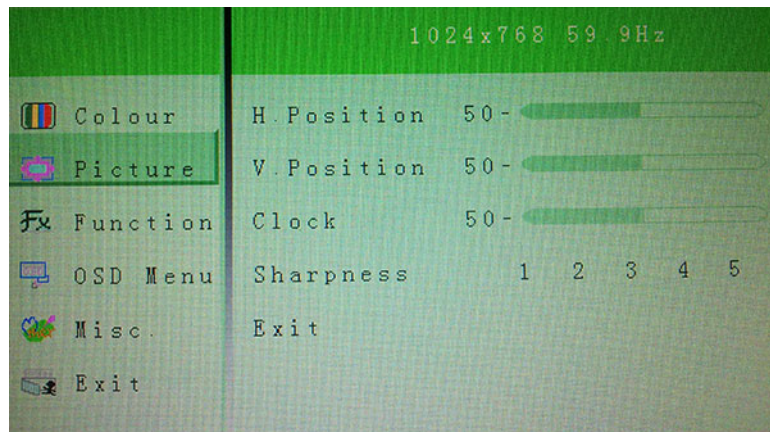 1024x768 59.9Hz
Colour
Picture
Function
OSD Menu
Misc.
Exit
H.Position 50-
V.Position 50-
Clock 50-
Sharpness 1 2 3 4 5
Exit